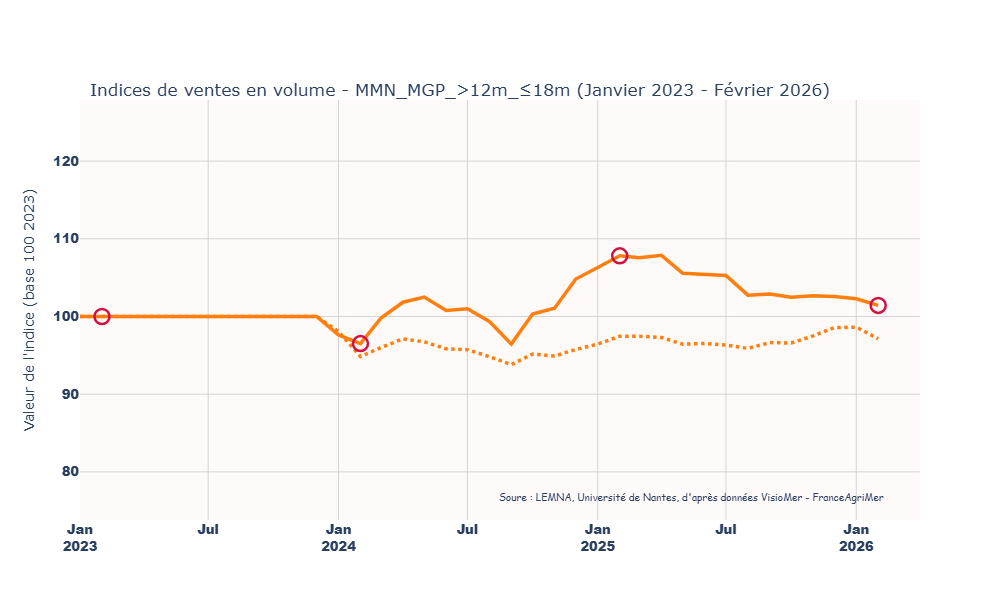 Indices de ventes en volume - MMN_MGP_>12m_≤18m (Janvier 2023 - Février 2026)
Valeur de l'indice (base 100 2023)
120
110
100
90
80
Soure : LEMNA, Université de Nantes, d'après données VisioMer - FranceAgriMer
Jan
2023
Jul
Jan
2024
Jul
Jan
2025
Jul
Jan
2026